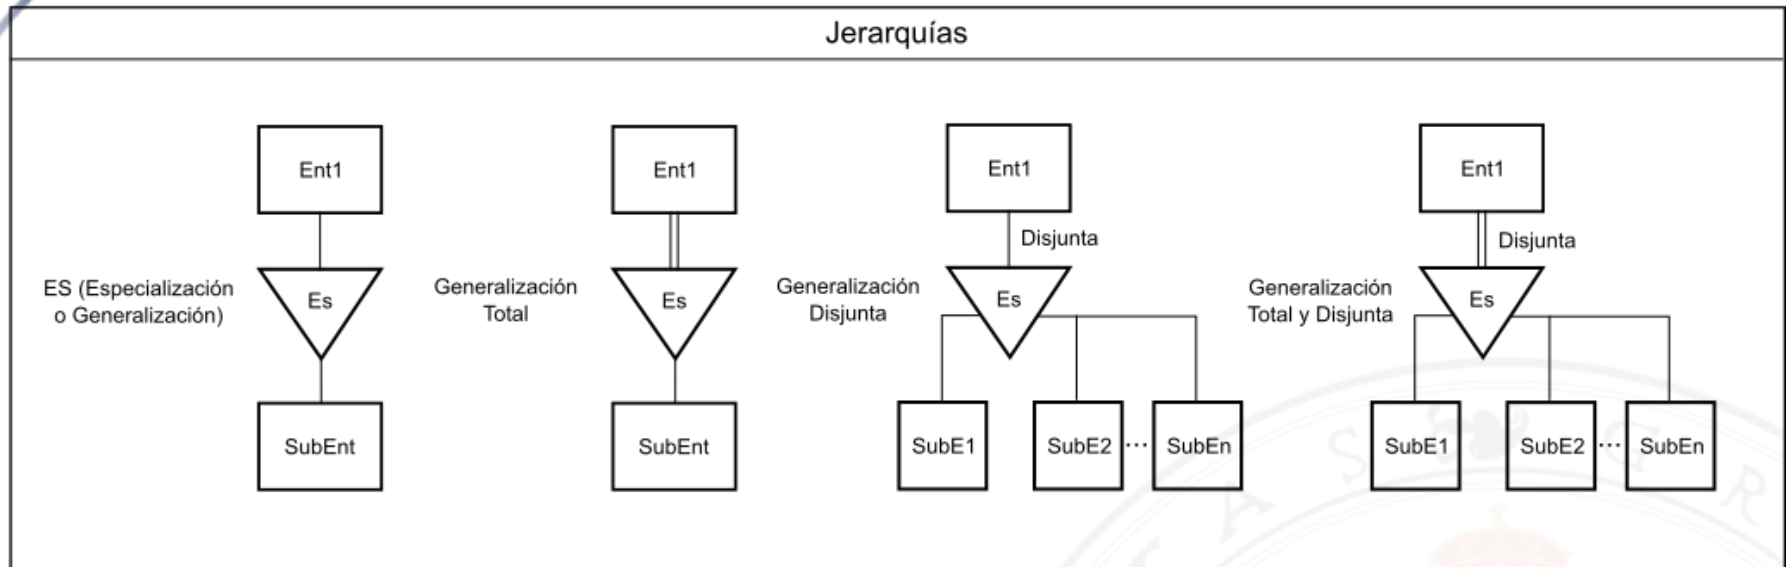 Jerarquías
Ent1
Ent1
Ent1
Ent1
Disjunta
Disjunta
ES (Especialización
o Generalización)
Es
Generalización
Total
Es
Generalización
Disjunta
Es
Generalización
Total y Disjunta
Es
SubEnt
SubEnt
SubE1
SubE2
...
SubEn
SubE1
SubE2
...
SubEn